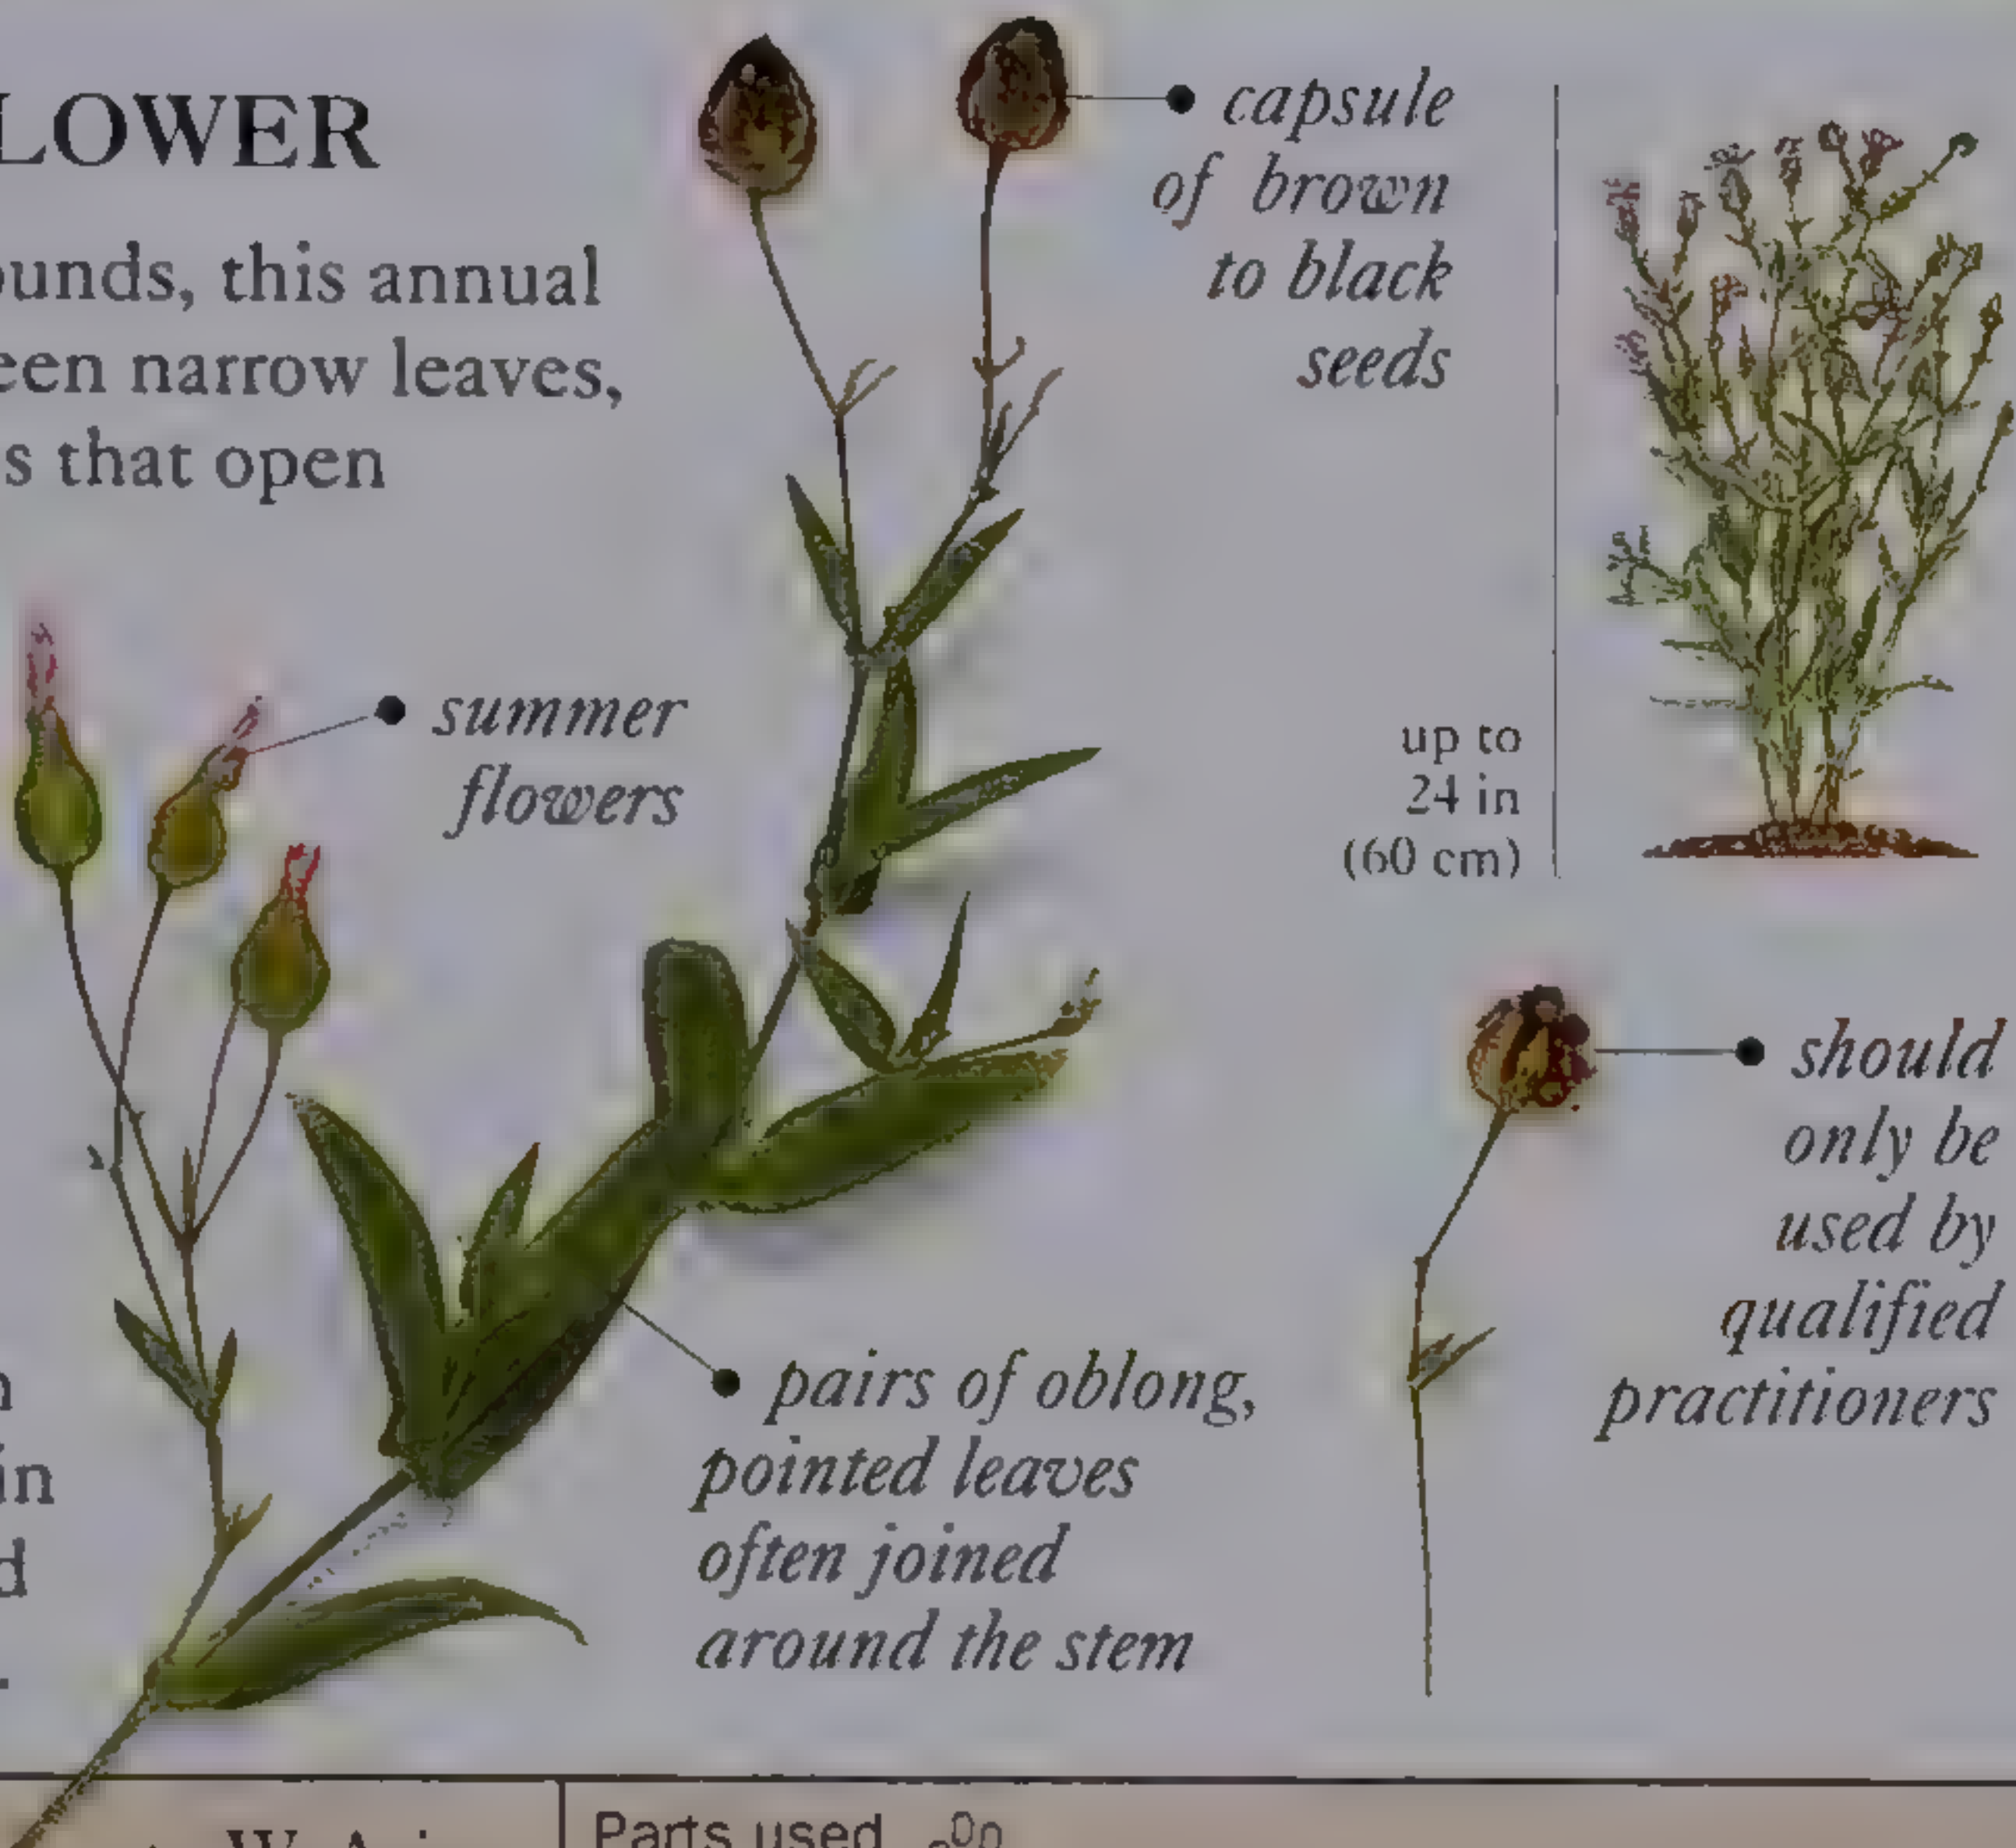 LOWER
ounds, this annual
een narrow leaves,
s that open
capsule
of brown
to black
seeds
summer
flowers
up to
24 in
(60 cm)
should
only be
used by
qualified
practitioners
pairs of oblong,
pointed leaves
often joined
around the stem
n
in
d
.
Parts used